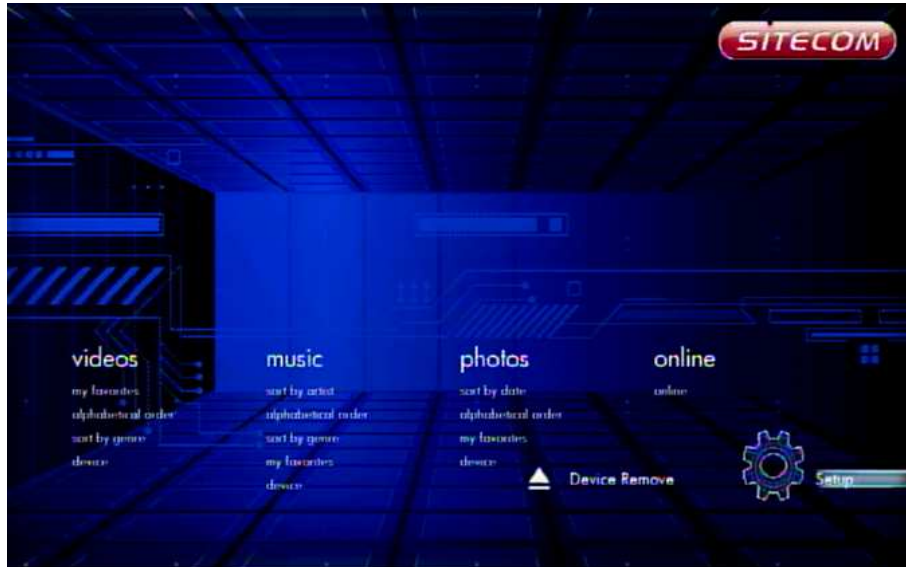 SITECOM
videos
my favorites
alphabetical order
sort by genre
device
music
sort by artist
alphabetical order
sort by genre
my favorites
device
photos
sort by date
alphabetical order
my favorites
device
online
online
Device Remove
Setup